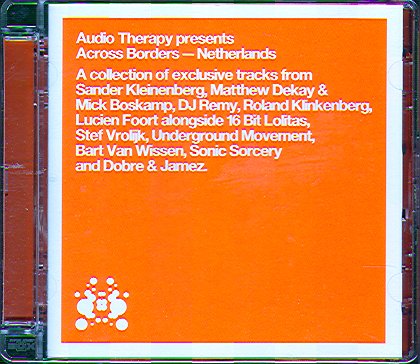 Audio Therapy presents
Across Borders — Netherlands
A collection of exclusive tracks from
Sander Kleinenberg, Matthew Dekay &
Mick Boskamp, DJ Remy, Roland Klinkenberg,
Lucien Foort alongside 16 Bit Lolitas,
Stef Vrolijk, Underground Movement,
Bart Van Wissen, Sonic Sorcery
and Dobre & Jamez.